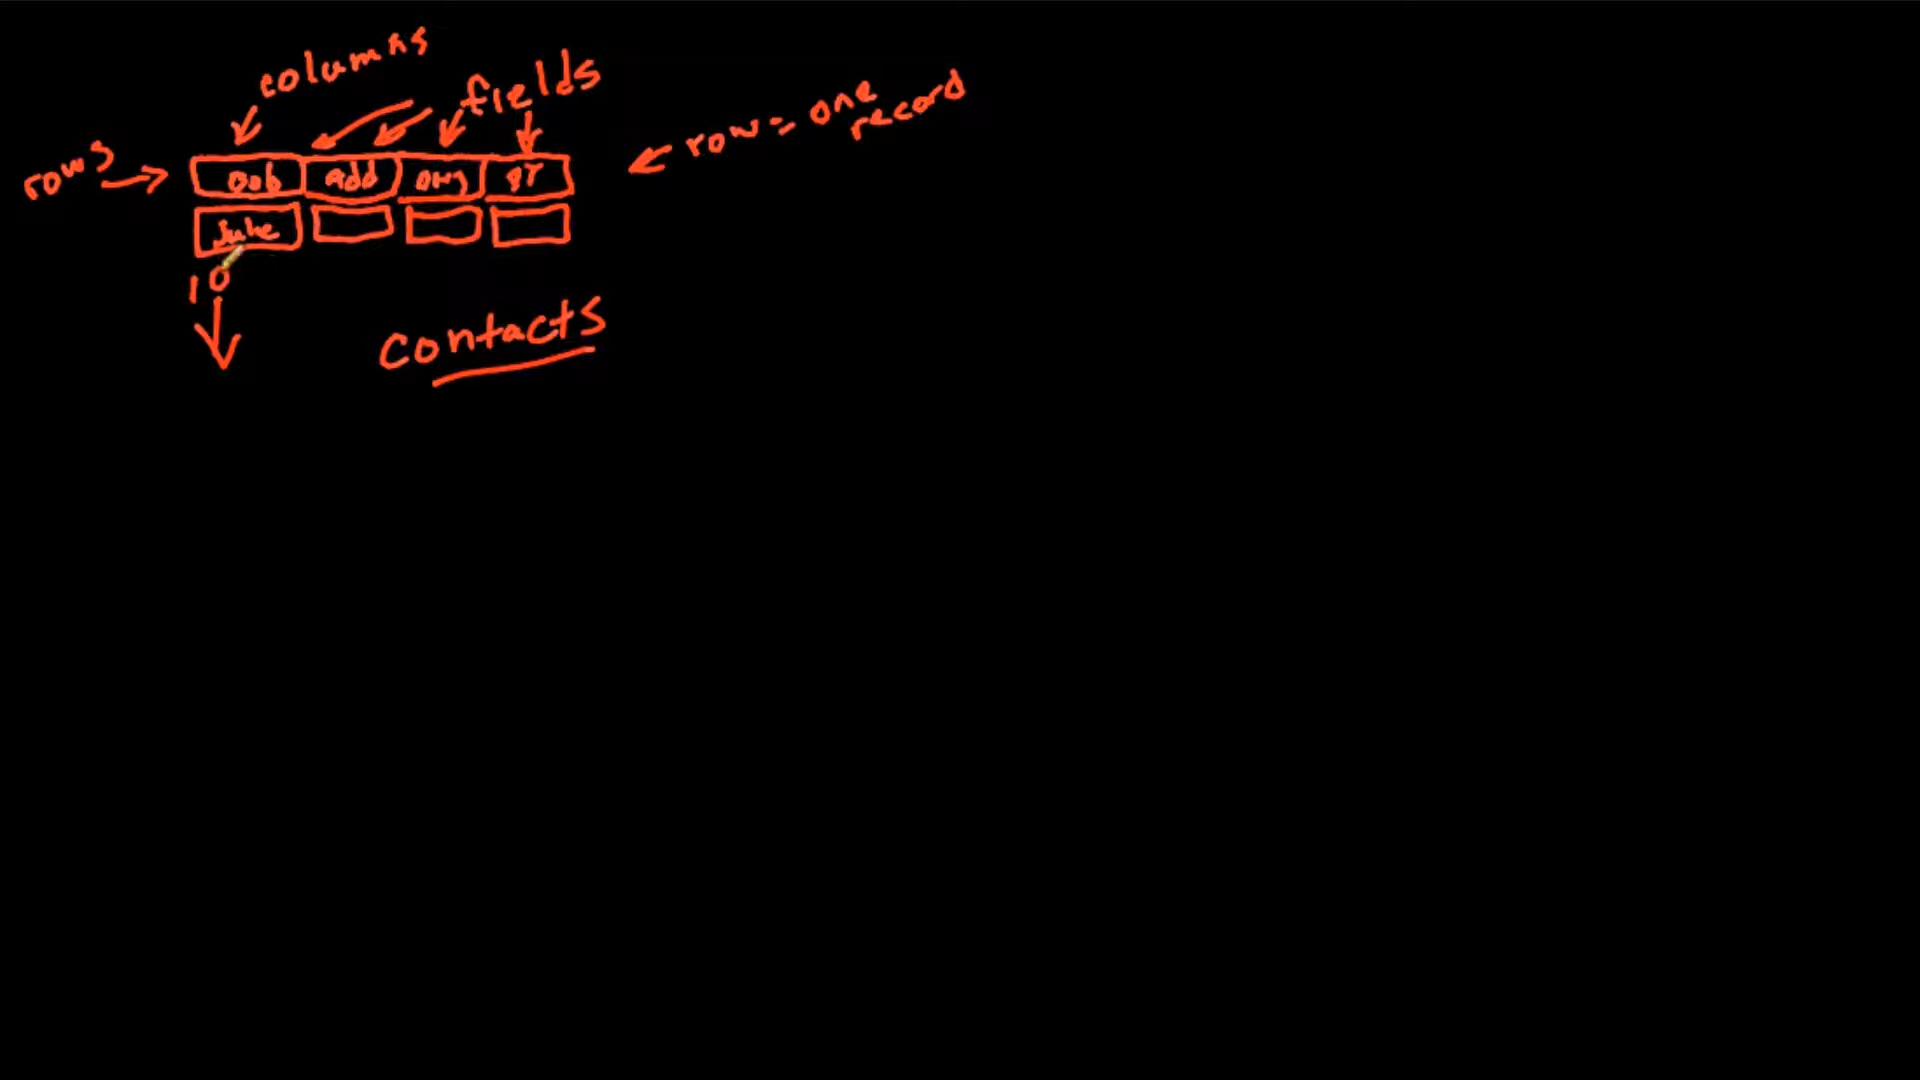 columns
fields
row = one
record
rows
Bob add
10
contacts